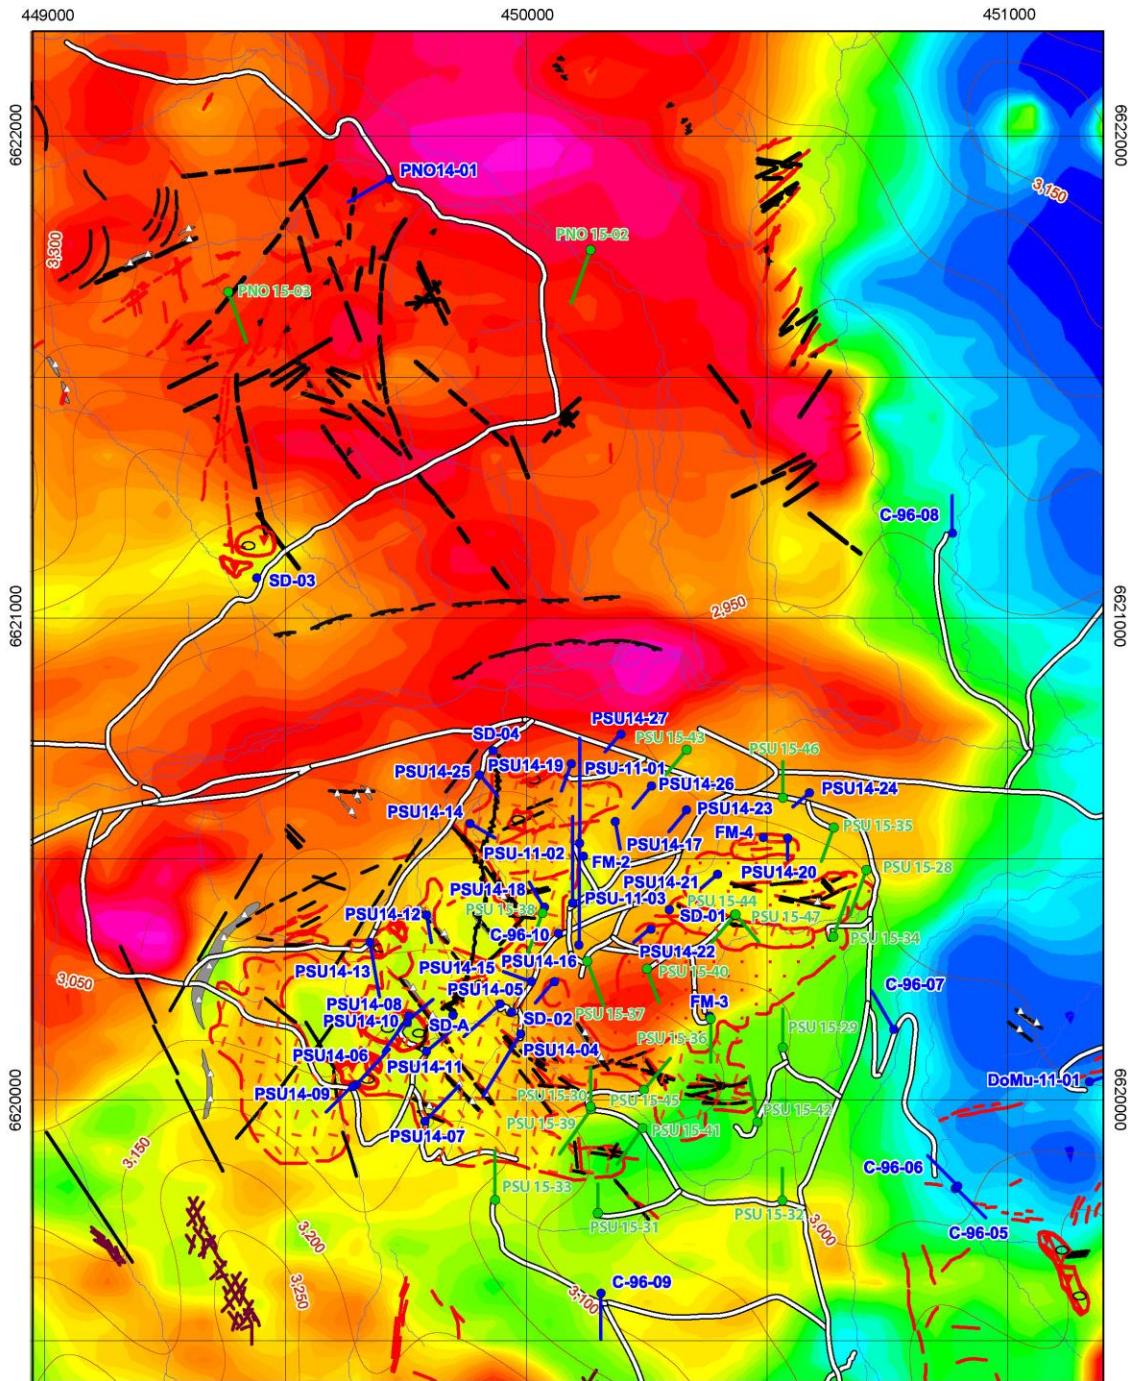 449000
450000
451000
6622000
6622000
PNO14-01
3,150
3,300
PNO 15-02
PNO 15-03
C-96-08
SD-03
2,950
6621000
6621000
PSU14-27
SD-04
PSU 15-43
PSU 15-46
PSU14-19
PSU-11-01
PSU14-25
PSU14-26
PSU14-24
PSU14-14
PSU14-23
FM-4
PSU 15-35
PSU14-17
PSU-11-02
FM-2
PSU 15-28
PSU14-20
PSU14-21
PSU14-18
PSU-11-03
PSU 15-44
PSU 15-38
PSU14-12
SD-01
PSU 15-47
C-96-10
PSU 15-34
PSU14-22
PSU14-16
PSU14-15
PSU14-13
PSU 15-40
3,050
PSU14-05
C-96-07
PSU14-08
FM-3
PSU 15-37
PSU14-10
SD-A
SD-02
PSU 15-29
PSU 15-36
PSU14-06
PSU14-04
PSU14-11
DoMu-11-01
PSU14-09
PSU 15-30
PSU 15-45
6620000
6620000
PSU 15-42
PSU 15-39
PSU 15-41
PSU14-07
3,150
C-96-06
PSU 15-33
PSU 15-32
PSU 15-31
3,000
C-96-05
3,200
3,250
C-96-09
3,100